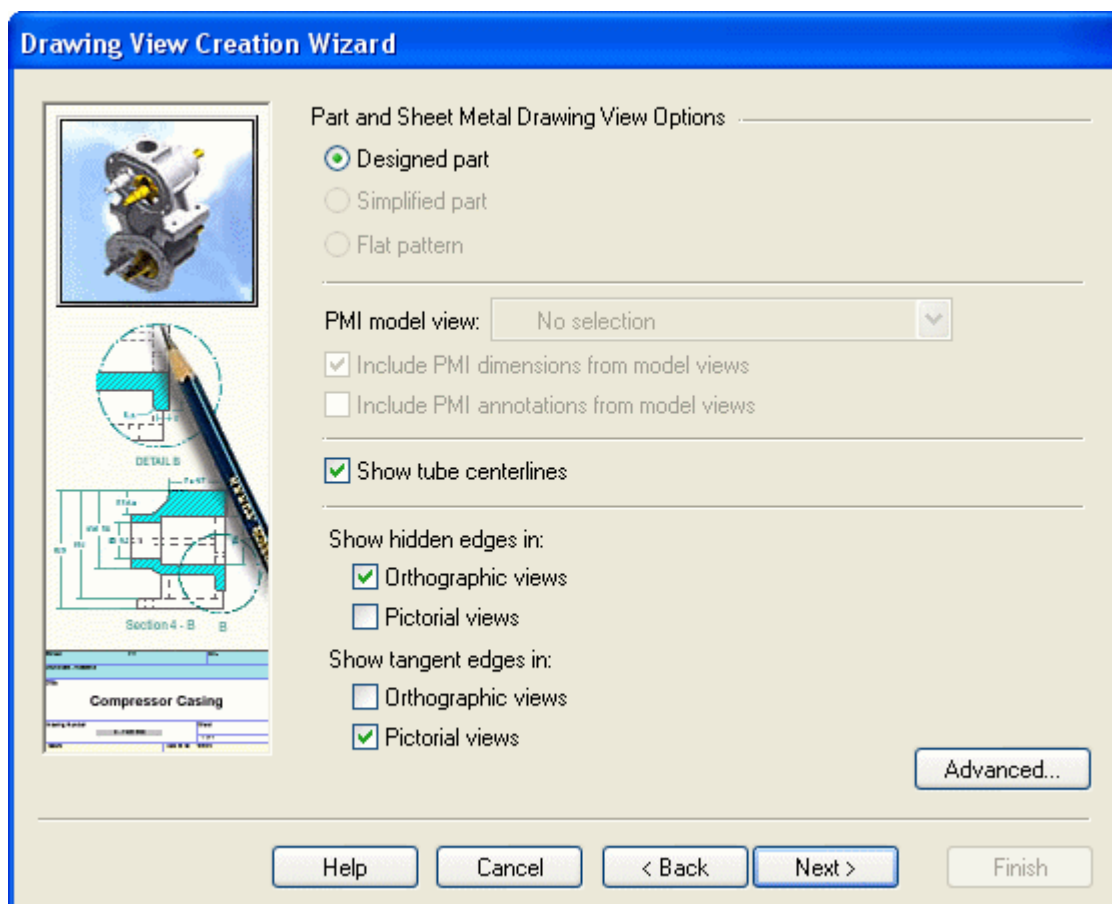 Drawing View Creation Wizard
Part and Sheet Metal Drawing View Options
Designed part
Simplified part
Flat pattern
PMI model view: No selection
Include PMI dimensions from model views
Include PMI annotations from model views
Show tube centerlines
Show hidden edges in:
Orthographic views
Pictorial views
Show tangent edges in:
Orthographic views
Pictorial views
DETAIL B
Section 4 - B B
Compressor Casing
Advanced...
Help Cancel < Back Next > Finish